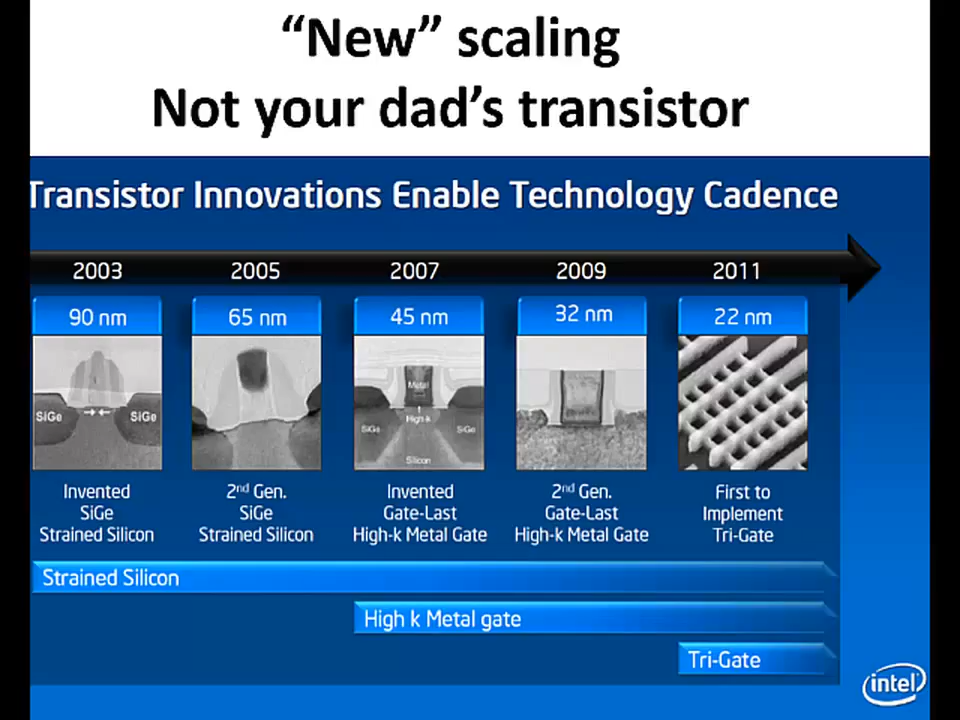 “New” scaling
Not your dad’s transistor
Transistor Innovations Enable Technology Cadence
2003 2005 2007 2009 2011
90 nm 65 nm 45 nm 32 nm 22 nm
SiGe SiGe
Metal
High-k
SiGe SiGe
Silicon
Invented
SiGe
Strained Silicon
2nd Gen.
SiGe
Strained Silicon
Invented
Gate-Last
High-k Metal Gate
2nd Gen.
Gate-Last
High-k Metal Gate
First to
Implement
Tri-Gate
Strained Silicon
High k Metal gate
Tri-Gate
intel